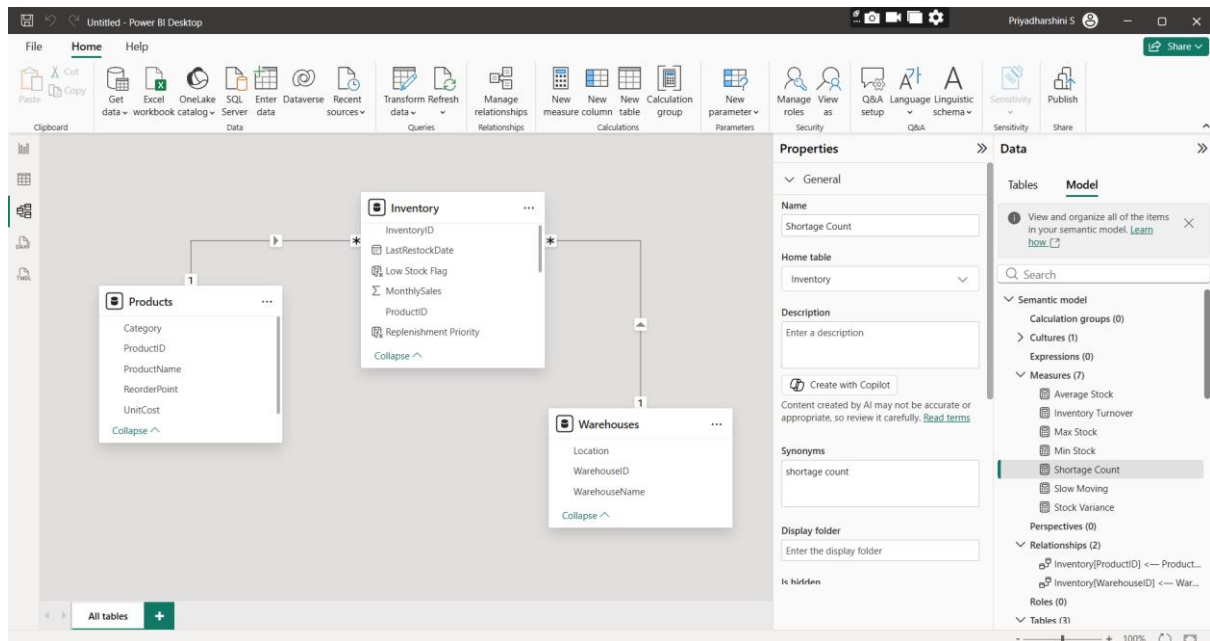 Untitled - Power BI Desktop
Priyadharshini S
File Home Help
Share
Paste
Cut
Copy
Clipboard
Get data
Excel workbook
OneLake catalog
SQL Server
Enter data
Dataverse
Recent sources
Data
Transform data
Refresh
Queries
Manage relationships
Relationships
New measure
New column
New table
Calculation group
Calculations
New parameter
Parameters
Manage roles
View as
Security
Q&A setup
Language
Linguistic schema
Q&A
Sensitivity
Sensitivity
Publish
Share
Inventory
InventoryID
LastRestockDate
Low Stock Flag
MonthlySales
ProductID
Replenishment Priority
Collapse
*
*
1
Products
Category
ProductID
ProductName
ReorderPoint
UnitCost
Collapse
1
Warehouses
Location
WarehouseID
WarehouseName
Collapse
All tables
+
Properties
General
Name
Shortage Count
Home table
Inventory
Description
Enter a description
Create with Copilot
Content created by AI may not be accurate or
appropriate, so review it carefully. Read terms
Synonyms
shortage count
Display folder
Enter the display folder
Is hidden
Data
Tables Model
View and organize all of the items
in your semantic model. Learn
how
Search
Semantic model
Calculation groups (0)
Cultures (1)
Expressions (0)
Measures (7)
Average Stock
Inventory Turnover
Max Stock
Min Stock
Shortage Count
Slow Moving
Stock Variance
Perspectives (0)
Relationships (2)
Inventory[ProductID] <— Product...
Inventory[WarehouseID] <— War...
Roles (0)
Tables (3)
- + 100%